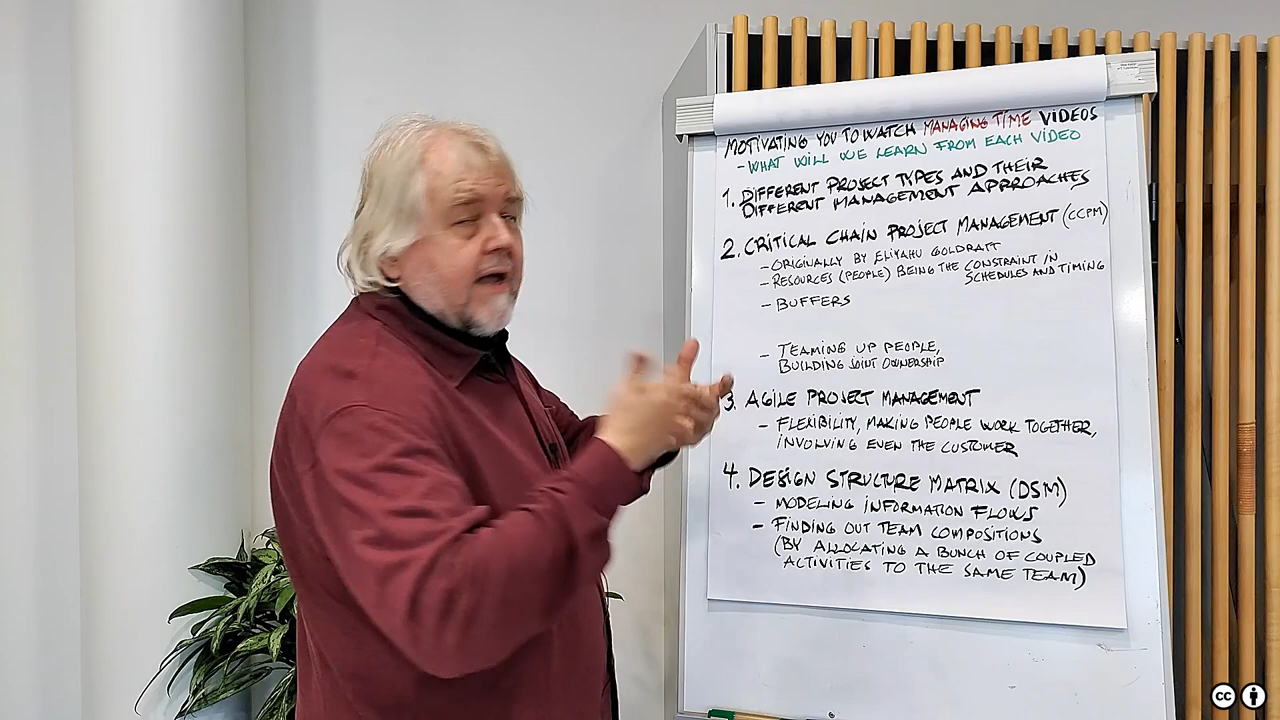 MOTIVATING YOU TO WATCH MANAGING TIME VIDEOS
- WHAT WILL WE LEARN FROM EACH VIDEO
1. DIFFERENT PROJECT TYPES AND THEIR
DIFFERENT MANAGEMENT APPROACHES
2. CRITICAL CHAIN PROJECT MANAGEMENT (CCPM)
- ORIGINALLY BY ELIYAHU GOLDRATT
- RESOURCES (PEOPLE) BEING THE CONSTRAINT IN
SCHEDULES AND TIMING
- BUFFERS
- TEAMING UP PEOPLE,
BUILDING JOINT OWNERSHIP
3. AGILE PROJECT MANAGEMENT
- FLEXIBILITY, MAKING PEOPLE WORK TOGETHER,
INVOLVING EVEN THE CUSTOMER
4. DESIGN STRUCTURE MATRIX (DSM)
- MODELING INFORMATION FLOWS
- FINDING OUT TEAM COMPOSITIONS
(BY ALLOCATING A BUNCH OF COUPLED
ACTIVITIES TO THE SAME TEAM)
cc